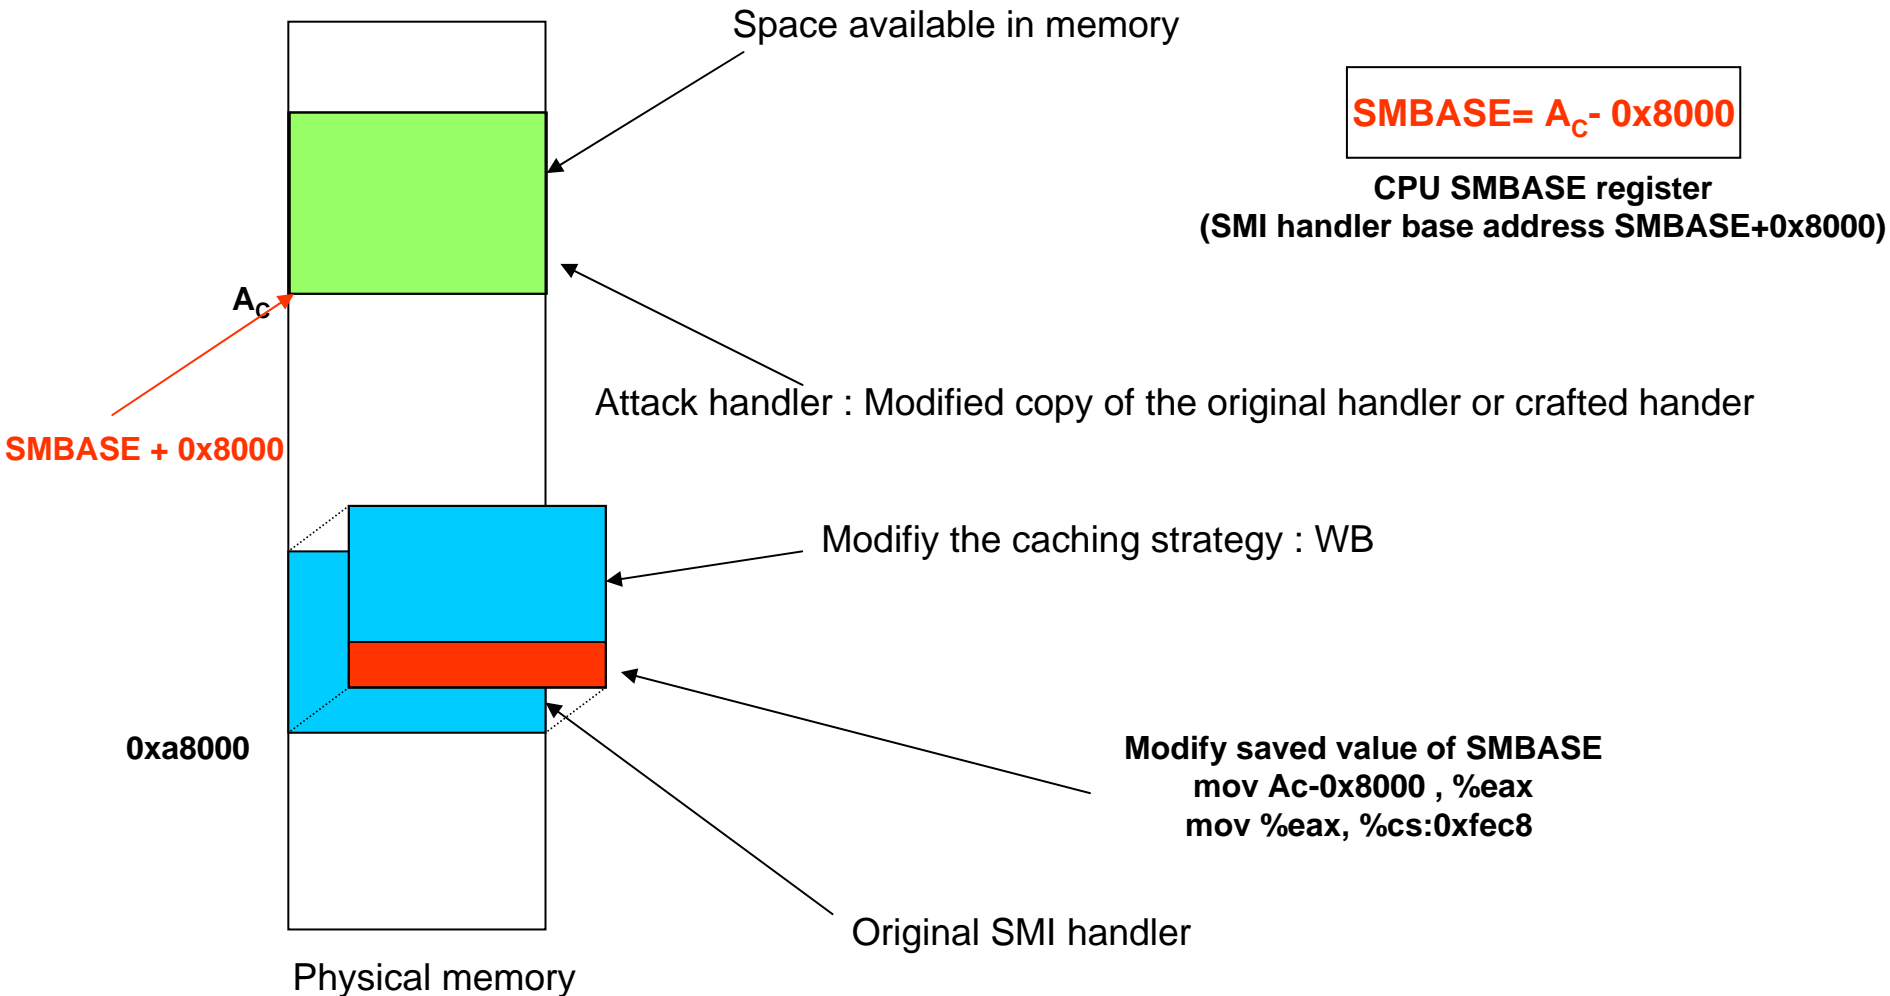 Space available in memory
SMBASE= AC- 0x8000
CPU SMBASE register
(SMI handler base address SMBASE+0x8000)
AC
Attack handler : Modified copy of the original handler or crafted hander
SMBASE + 0x8000
Modifiy the caching strategy : WB
0xa8000
Modify saved value of SMBASE
mov Ac-0x8000 , %eax
mov %eax, %cs:0xfec8
Original SMI handler
Physical memory